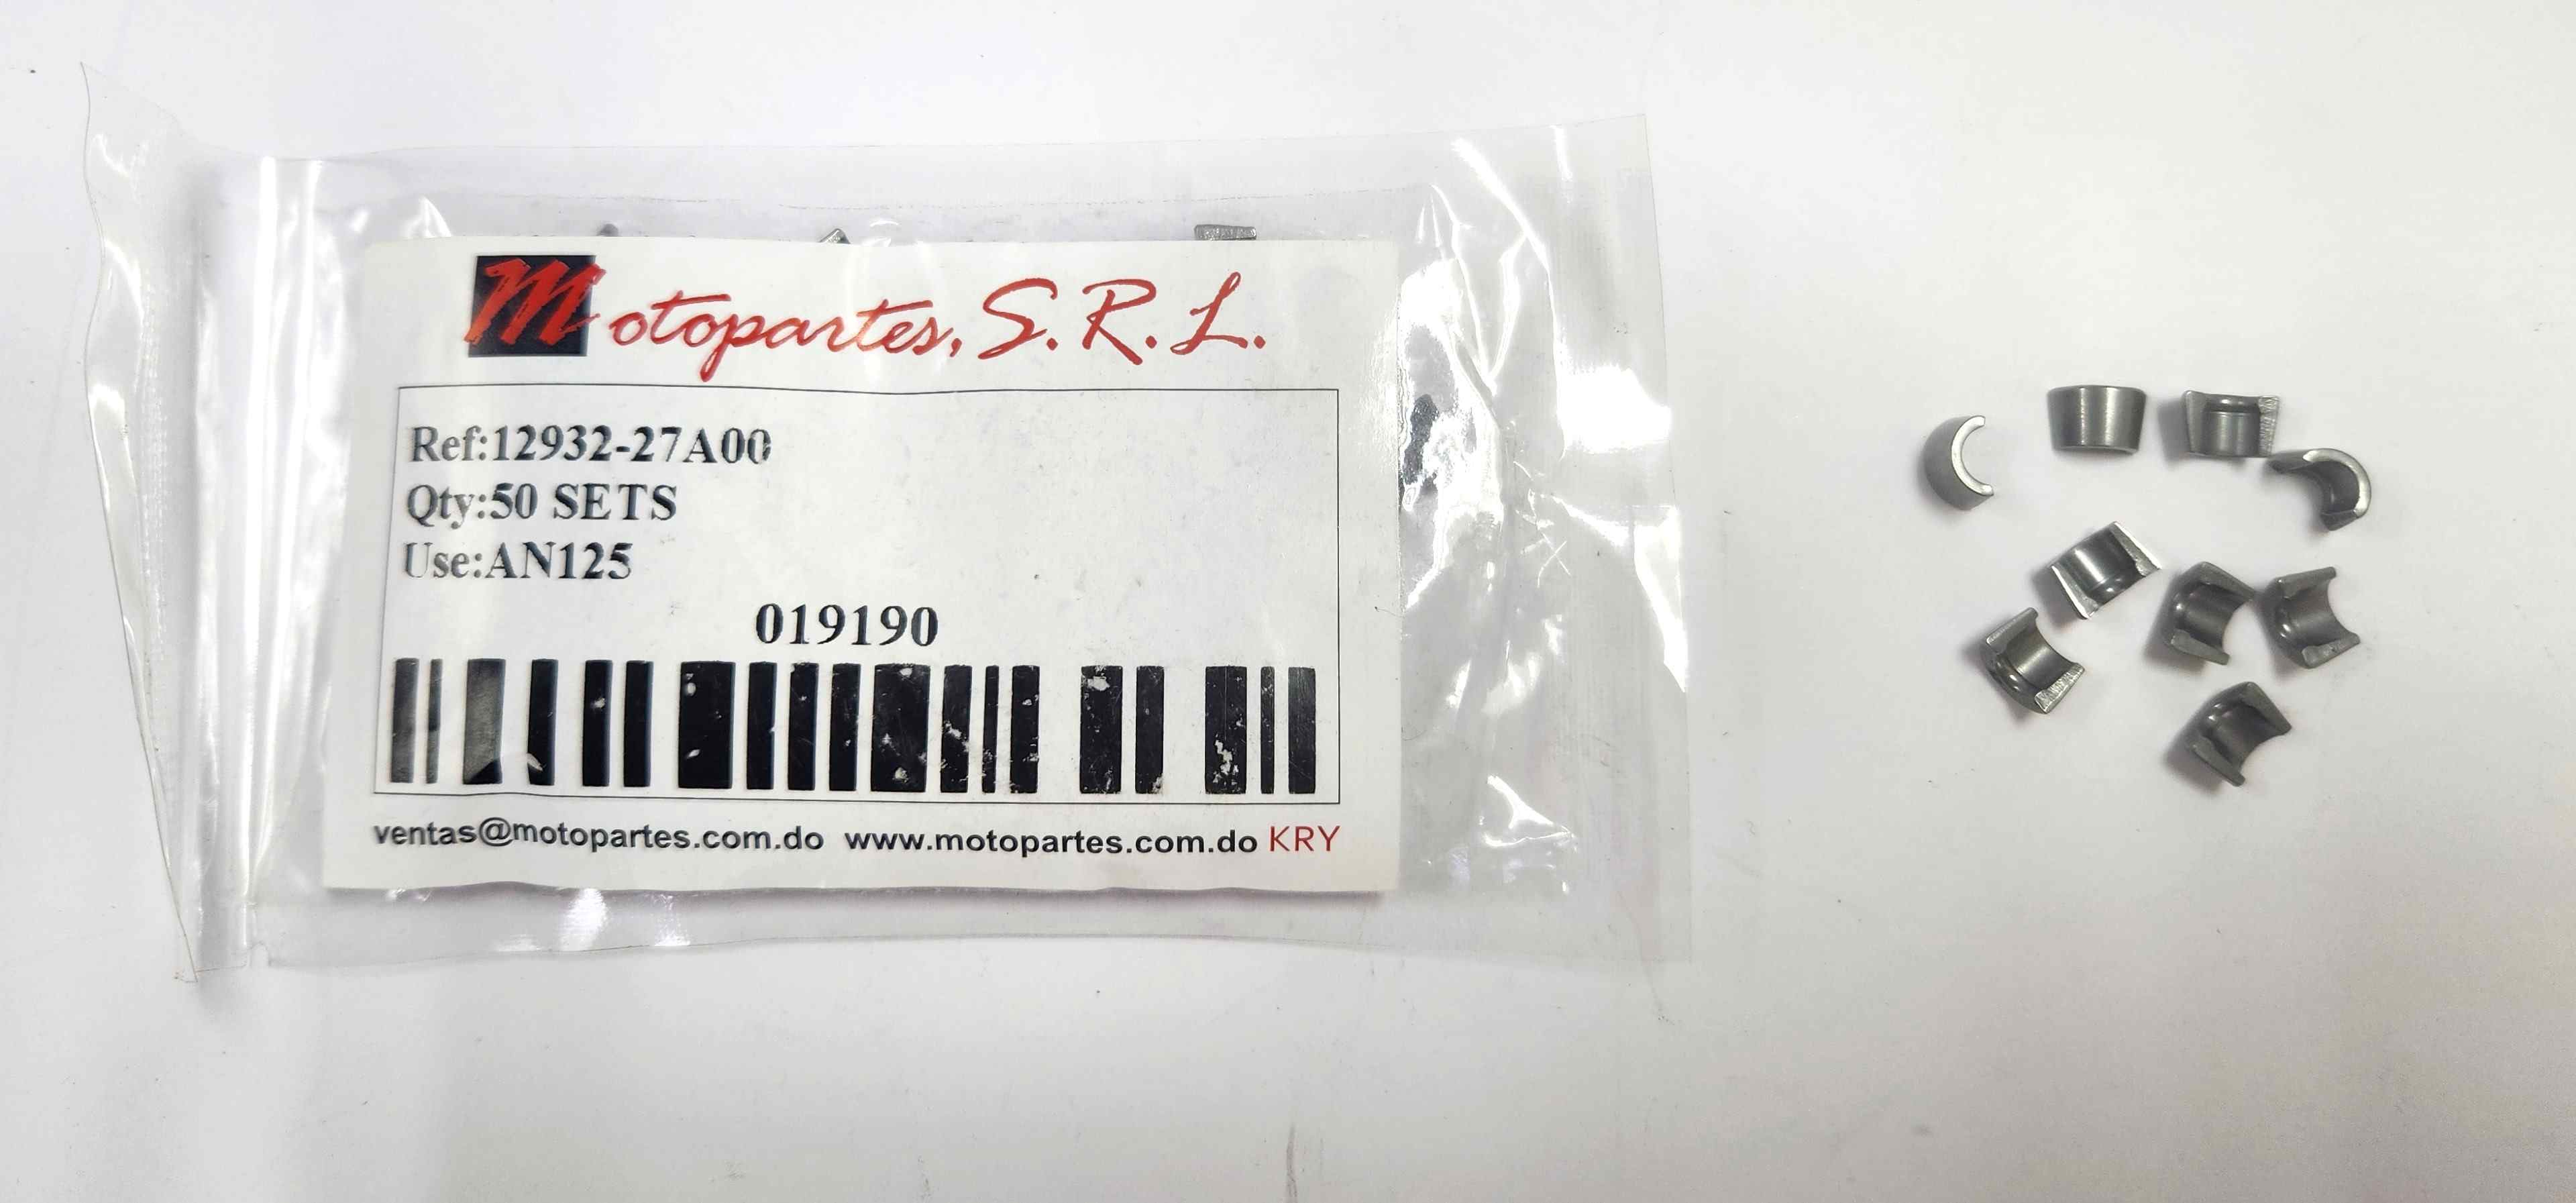 Motopartes, S.R.L.
Ref:12932-27A00
Qty:50 SETS
Use:AN125
019190
ventas@motopartes.com.do www.motopartes.com.do KRY